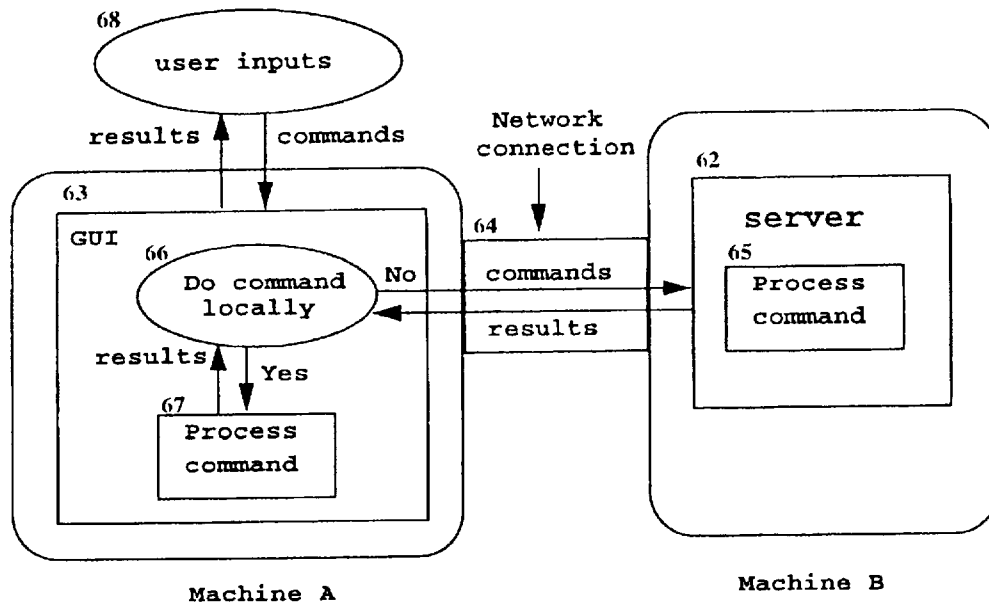 68
user inputs
results
commands
Network
connection
63
GUI
66
Do command
locally
No
64
commands
results
62
server
65
Process
command
results
Yes
67
Process
command
Machine A
Machine B